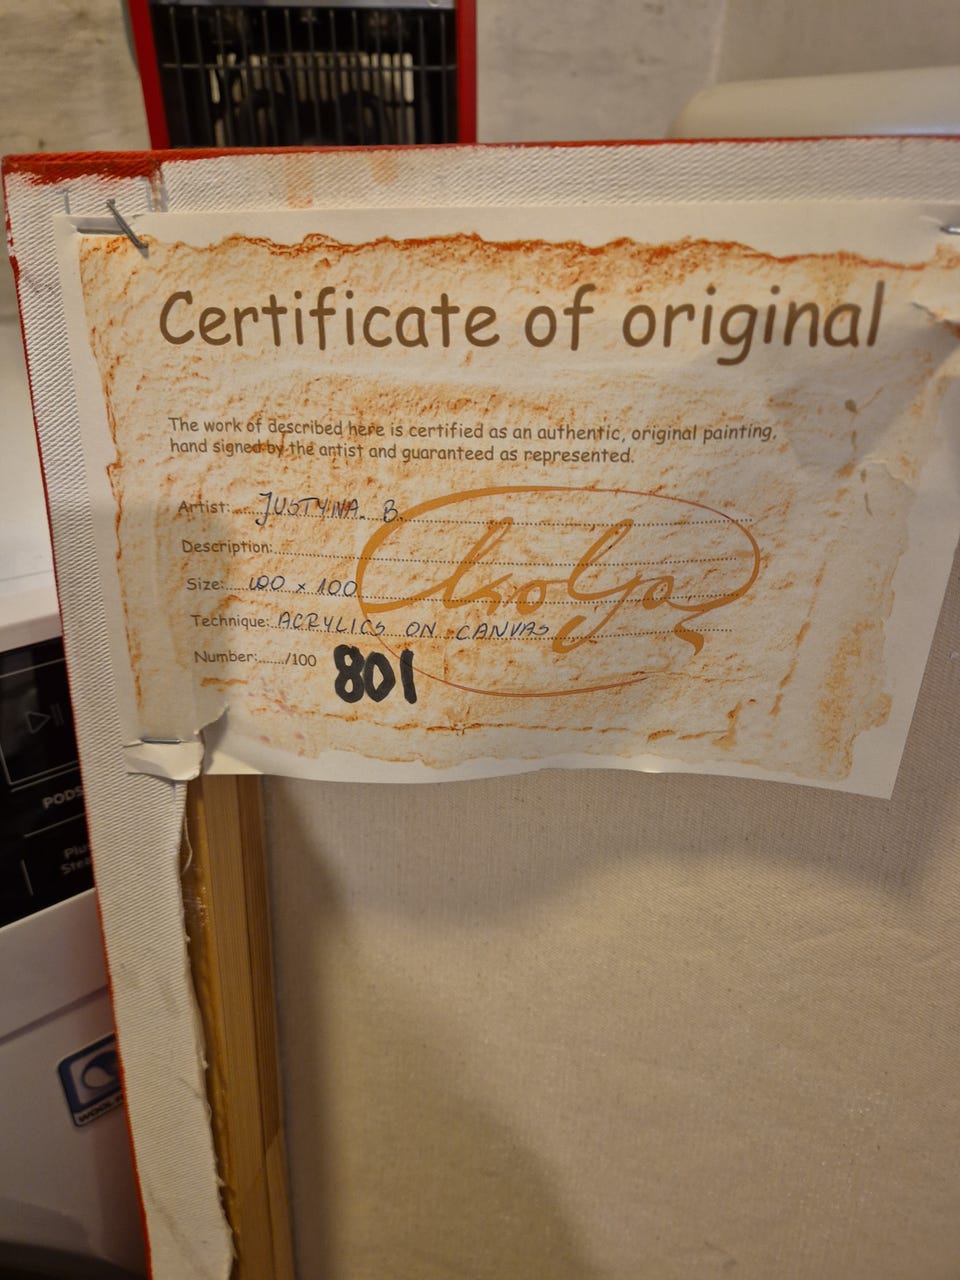 Certificate of original
The work of described here is certified as an authentic, original painting,
hand signed by the artist and guaranteed as represented.
Artist:..... JUSTYNA. B.
Description:
Size:.... 100 x 100
Technique: ACRYLICS ON CANVAS
Number:....../100 801
PODS